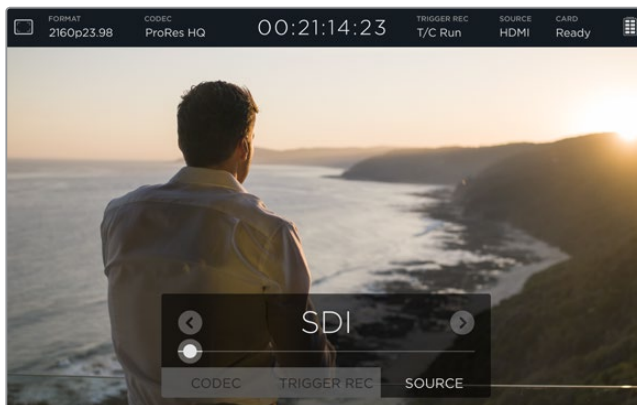 FORMAT CODEC 00:21:14:23 TRIGGER REC SOURCE CARD
2160p23.98 ProRes HQ T/C Run HDMI Ready
SDI
CODEC TRIGGER REC SOURCE